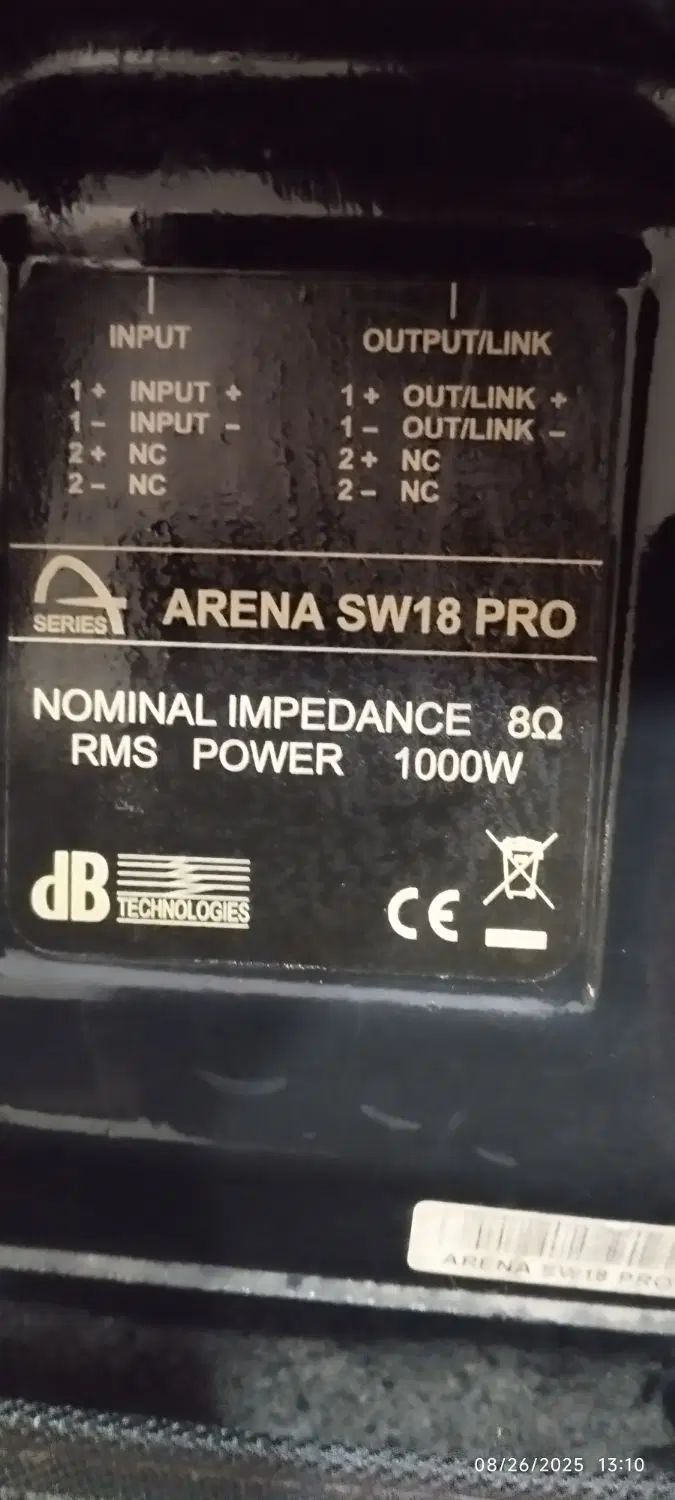 INPUT OUTPUT/LINK
1+ INPUT + 1+ OUT/LINK +
1- INPUT - 1- OUT/LINK -
2+ NC 2+ NC
2- NC 2- NC
SERIES ARENA SW18 PRO
NOMINAL IMPEDANCE 8Ω
RMS POWER 1000W
dB TECHNOLOGIES CE
ARENA SW18 PRO
08/26/2025 13:10